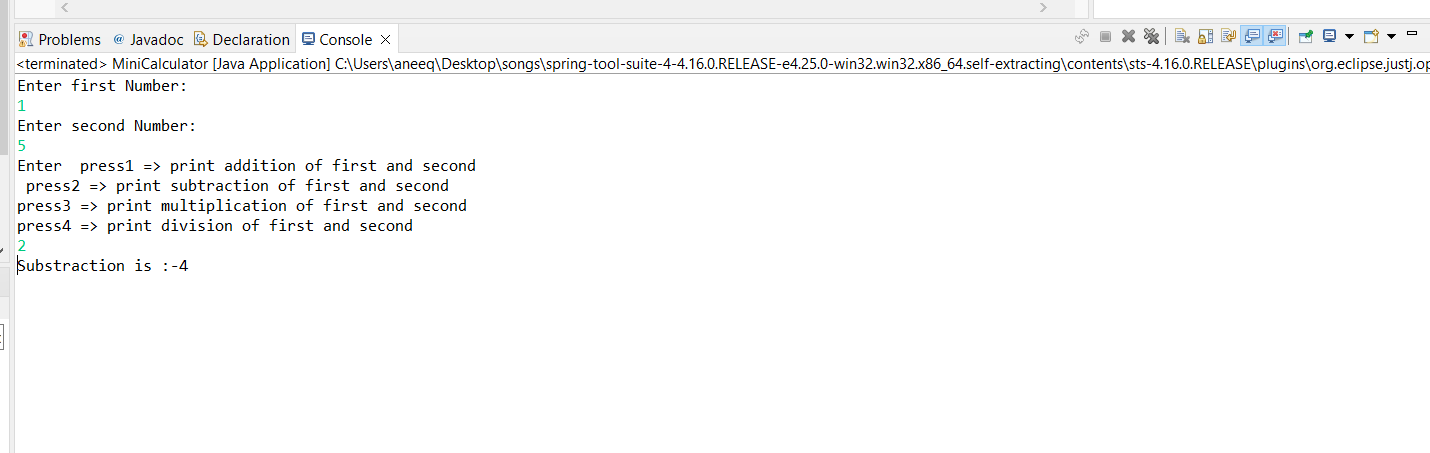 Problems @ Javadoc Declaration Console
<terminated> MiniCalculator [Java Application] C:\Users\aneeq\Desktop\songs\spring-tool-suite-4-4.16.0.RELEASE-e4.25.0-win32.win32.x86_64.self-extracting\contents\sts-4.16.0.RELEASE\plugins\org.eclipse.justj.op
Enter first Number:
1
Enter second Number:
5
Enter  press1 => print addition of first and second
 press2 => print subtraction of first and second
press3 => print multiplication of first and second
press4 => print division of first and second
2
Substraction is :-4